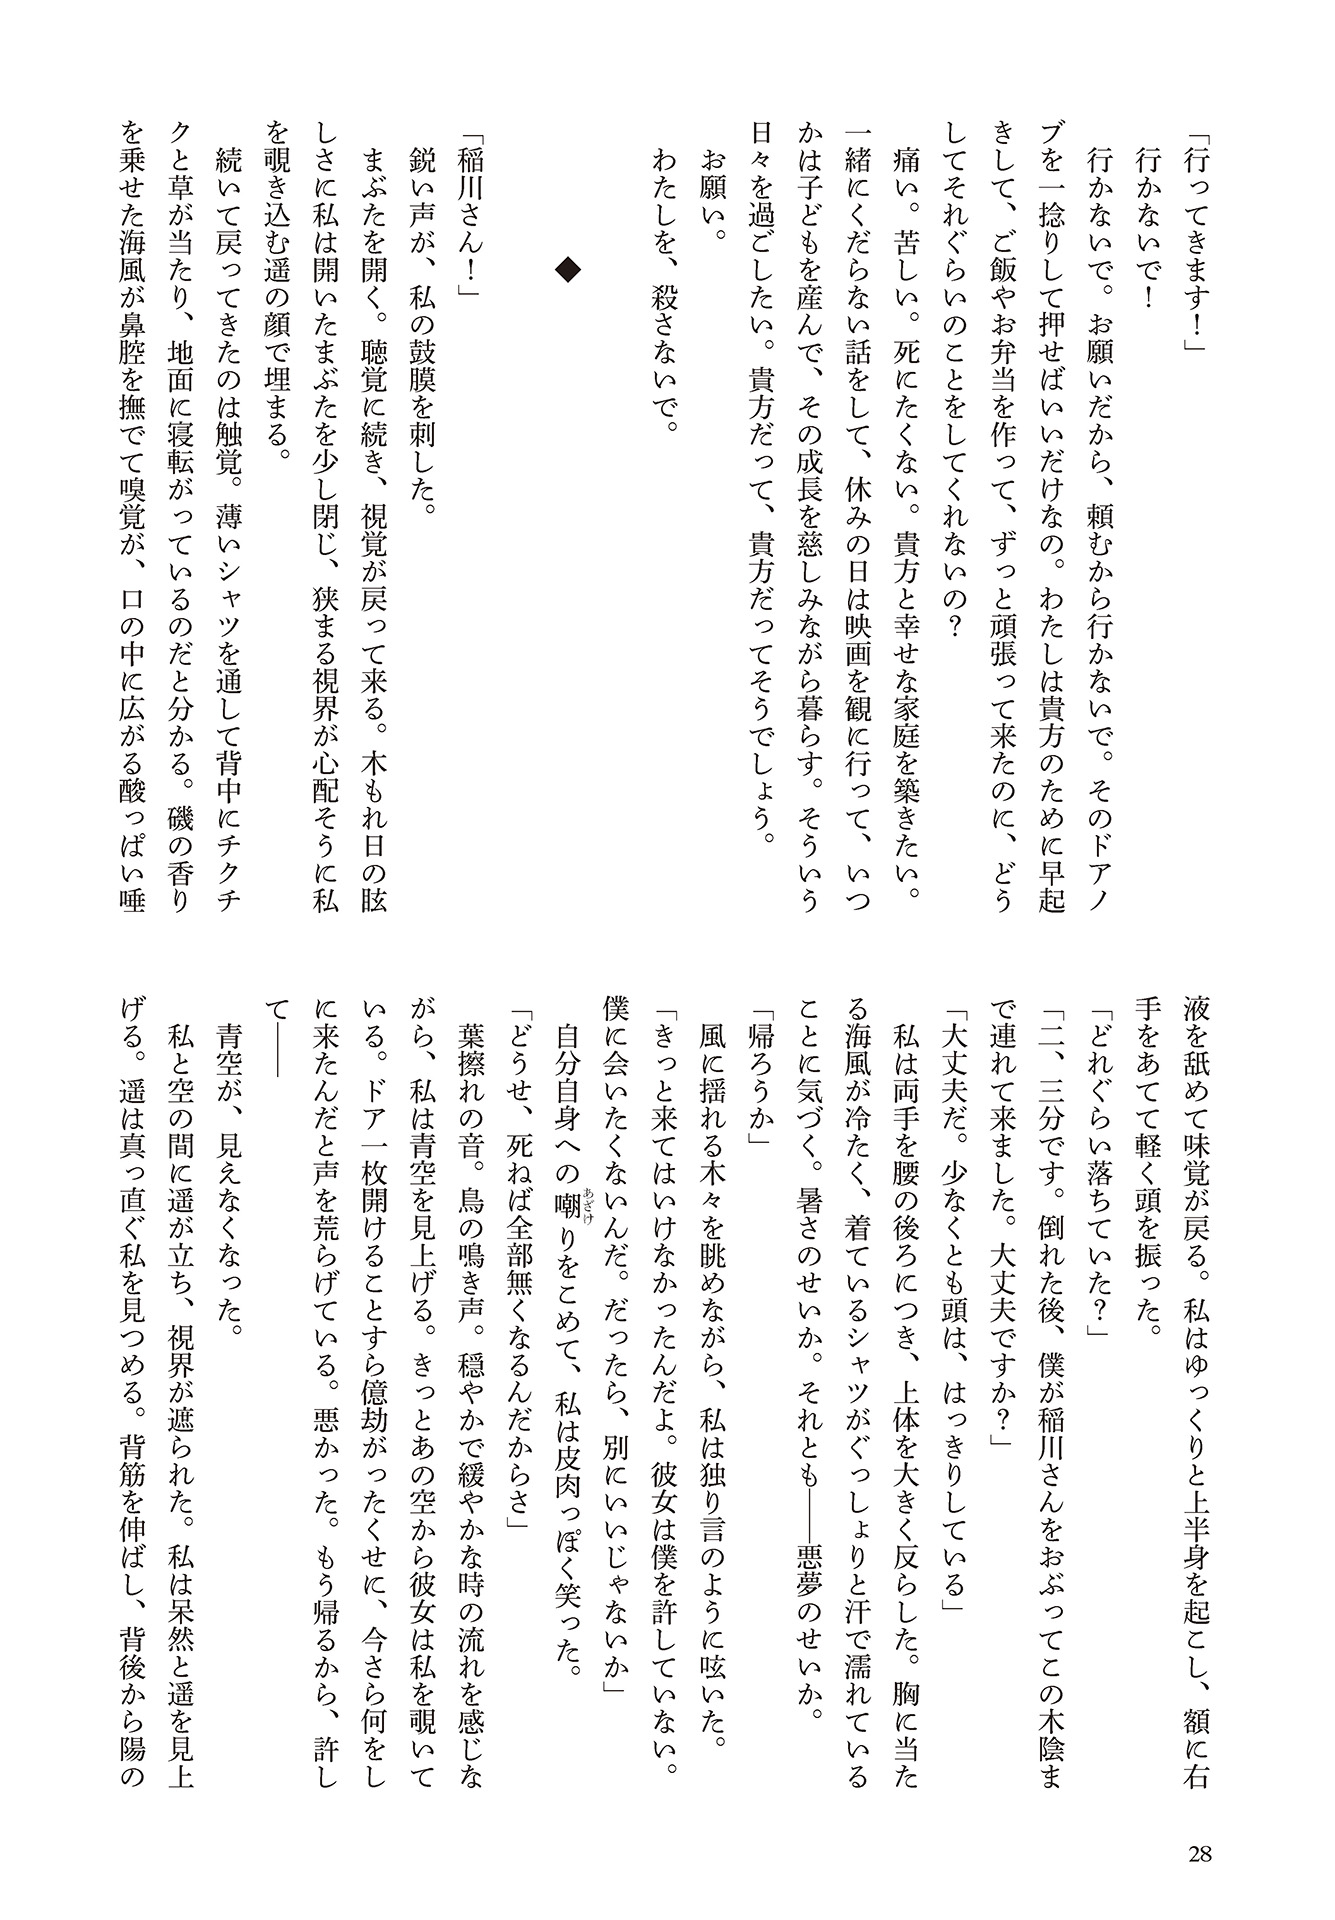 「行ってきます！」
行かないで！
行かないで。お願いだから、頼むから行かないで。そのドアノ
ブを一捻りして押せばいいだけなの。わたしは貴方のために早起
きして、ご飯やお弁当を作って、ずっと頑張って来たのに、どう
してそれぐらいのことをしてくれないの？
痛い。苦しい。死にたくない。貴方と幸せな家庭を築きたい。
一緒にくだらない話をして、休みの日は映画を観に行って、いつ
かは子どもを産んで、その成長を慈しみながら暮らす。そういう
日々を過ごしたい。貴方だって、貴方だってそうでしょう。
お願い。
わたしを、殺さないで。
◆
「稲川さん！」
鋭い声が、私の鼓膜を刺した。
まぶたを開く。聴覚に続き、視覚が戻って来る。木もれ日の眩
しさに私は開いたまぶたを少し閉じ、狭まる視界が心配そうに私
を覗き込む遥の顔で埋まる。
続いて戻ってきたのは触覚。薄いシャツを通して背中にチクチ
クと草が当たり、地面に寝転がっているのだと分かる。磯の香り
を乗せた海風が鼻腔を撫でて嗅覚が、口の中に広がる酸っぱい唾
液を舐めて味覚が戻る。私はゆっくりと上半身を起こし、額に右
手をあてて軽く頭を振った。
「どれぐらい落ちていた？」
「二、三分です。倒れた後、僕が稲川さんをおぶってこの木陰ま
で連れて来ました。大丈夫ですか？」
「大丈夫だ。少なくとも頭は、はっきりしている」
私は両手を腰の後ろにつき、上体を大きく反らした。胸に当た
る海風が冷たく、着ているシャツがぐっしょりと汗で濡れている
ことに気づく。暑さのせいか。それとも――悪夢のせいか。
「帰ろうか」
風に揺れる木々を眺めながら、私は独り言のように呟いた。
「きっと来てはいけなかったんだよ。彼女は僕を許していない。
僕に会いたくないんだ。だったら、別にいいじゃないか」
自分自身への嘲りをこめて、私は皮肉っぽく笑った。
「どうせ、死ねば全部無くなるんだからさ」
葉擦れの音。鳥の鳴き声。穏やかで緩やかな時の流れを感じな
がら、私は青空を見上げる。きっとあの空から彼女は私を覗いて
いる。ドア一枚開けることすら億劫がったくせに、今さら何をし
に来たんだと声を荒らげている。悪かった。もう帰るから、許し
て――
青空が、見えなくなった。
私と空の間に遥が立ち、視界が遮られた。私は呆然と遥を見上
げる。遥は真っ直ぐ私を見つめる。背筋を伸ばし、背後から陽の
あざけ
28